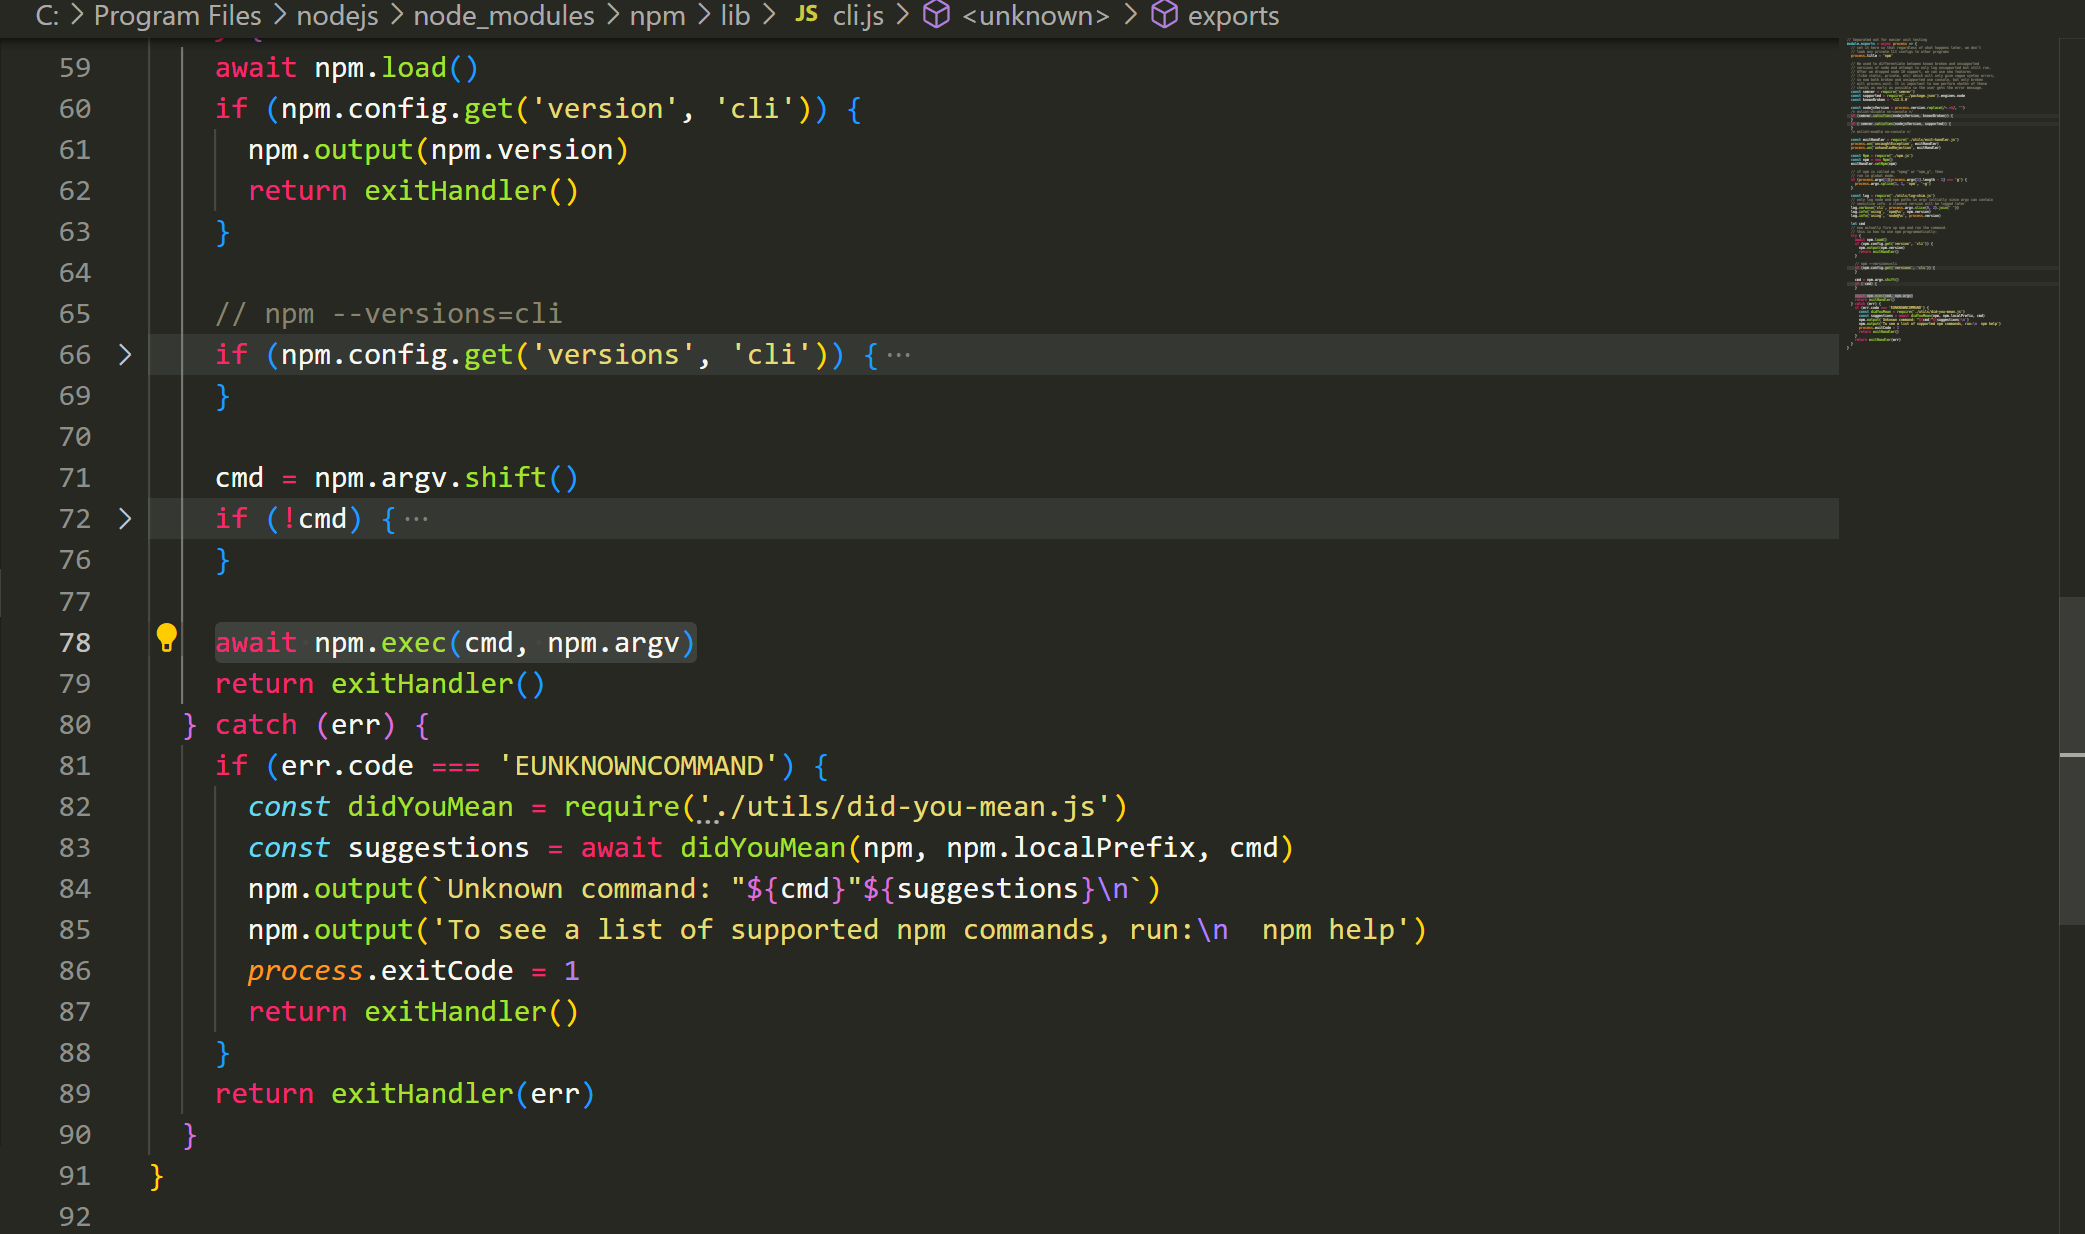 C: > Program Files > nodejs > node_modules > npm > lib > JS cli.js > <unknown> > exports
59 await npm.load()
60 if (npm.config.get('version', 'cli')) {
61 npm.output(npm.version)
62 return exitHandler()
63 }
64
65 // npm --versions=cli
66 if (npm.config.get('versions', 'cli')) {···
69 }
70
71 cmd = npm.argv.shift()
72 if (!cmd) {···
76 }
77
78 await npm.exec(cmd, npm.argv)
79 return exitHandler()
80 } catch (err) {
81 if (err.code === 'EUNKNOWNCOMMAND') {
82 const didYouMean = require('./utils/did-you-mean.js')
83 const suggestions = await didYouMean(npm, npm.localPrefix, cmd)
84 npm.output(`Unknown command: "${cmd}"${suggestions}\n`)
85 npm.output('To see a list of supported npm commands, run:\n  npm help')
86 process.exitCode = 1
87 return exitHandler()
88 }
89 return exitHandler(err)
90 }
91 }
92